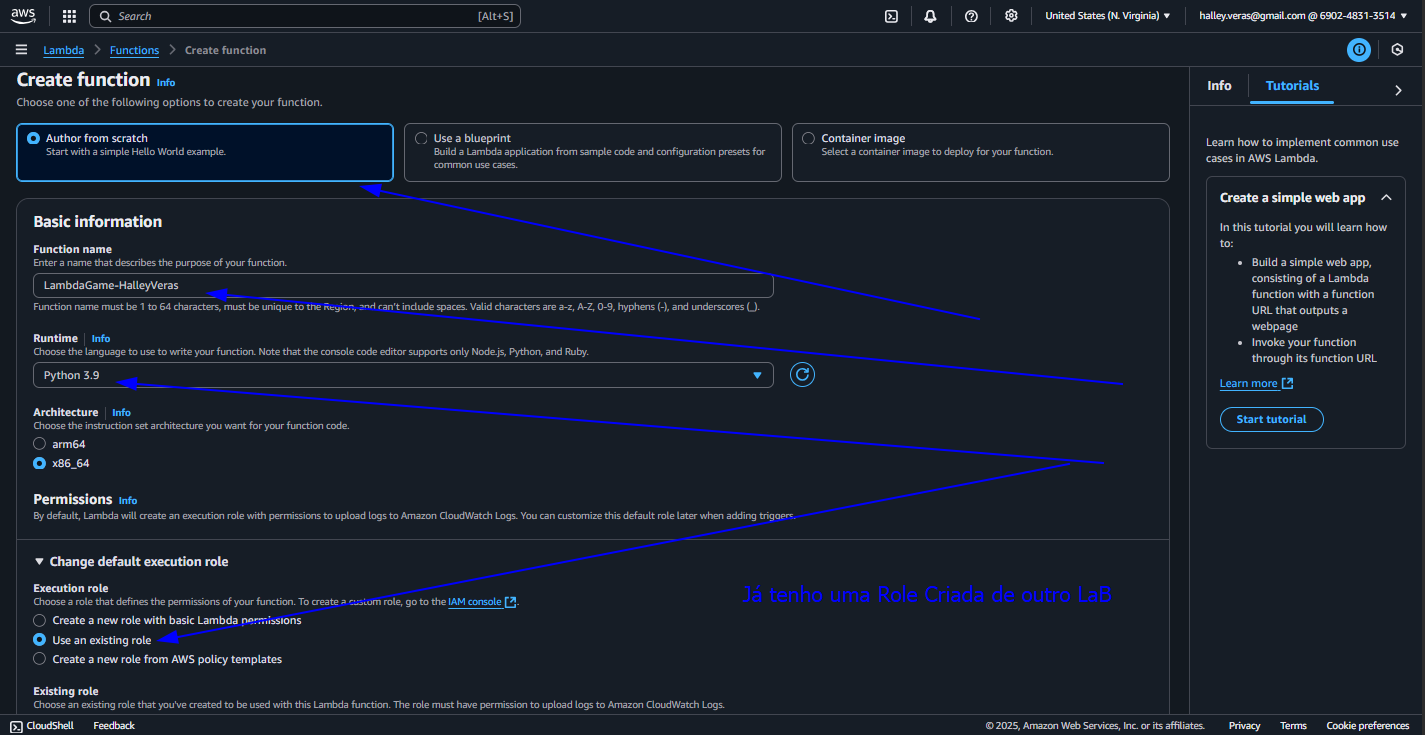 aws
Search [Alt+S]
United States (N. Virginia)
halley.veras@gmail.com @ 6902-4831-3514
Lambda > Functions > Create function
Create function Info
Choose one of the following options to create your function.
Author from scratch
Start with a simple Hello World example.
Use a blueprint
Build a Lambda application from sample code and configuration presets for
common use cases.
Container image
Select a container image to deploy for your function.
Basic information
Function name
Enter a name that describes the purpose of your function.
LambdaGame-HalleyVeras
Function name must be 1 to 64 characters, must be unique to the Region, and can't include spaces. Valid characters are a-z, A-Z, 0-9, hyphens (-), and underscores (_).
Runtime Info
Choose the language to use to write your function. Note that the console code editor supports only Node.js, Python, and Ruby.
Python 3.9
Architecture Info
Choose the instruction set architecture you want for your function code.
arm64
x86_64
Permissions Info
By default, Lambda will create an execution role with permissions to upload logs to Amazon CloudWatch Logs. You can customize this default role later when adding triggers.
Change default execution role
Execution role
Choose a role that defines the permissions of your function. To create a custom role, go to the IAM console.
Já tenho uma Role Criada de outro LaB
Create a new role with basic Lambda permissions
Use an existing role
Create a new role from AWS policy templates
Existing role
Choose an existing role that you've created to be used with this Lambda function. The role must have permission to upload logs to Amazon CloudWatch Logs.
Info
Tutorials
Learn how to implement common use
cases in AWS Lambda.
Create a simple web app
In this tutorial you will learn how
to:
• Build a simple web app,
consisting of a Lambda
function with a function
URL that outputs a
webpage
• Invoke your function
through its function URL
Learn more
Start tutorial
CloudShell
Feedback
© 2025, Amazon Web Services, Inc. or its affiliates.
Privacy
Terms
Cookie preferences